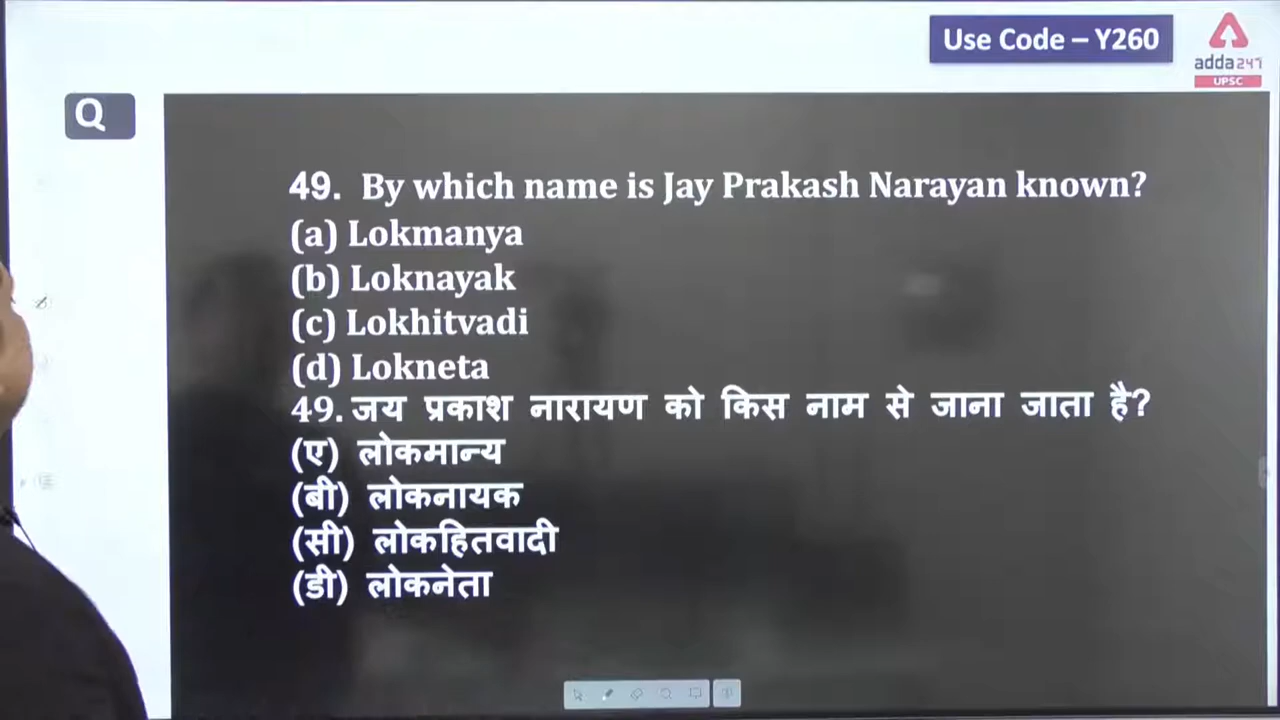 Use Code – Y260
adda247
UPSC
Q
49. By which name is Jay Prakash Narayan known?
(a) Lokmanya
(b) Loknayak
(c) Lokhitvadi
(d) Lokneta
49. जय प्रकाश नारायण को किस नाम से जाना जाता है?
(ए) लोकमान्य
(बी) लोकनायक
(सी) लोकहितवादी
(डी) लोकनेता